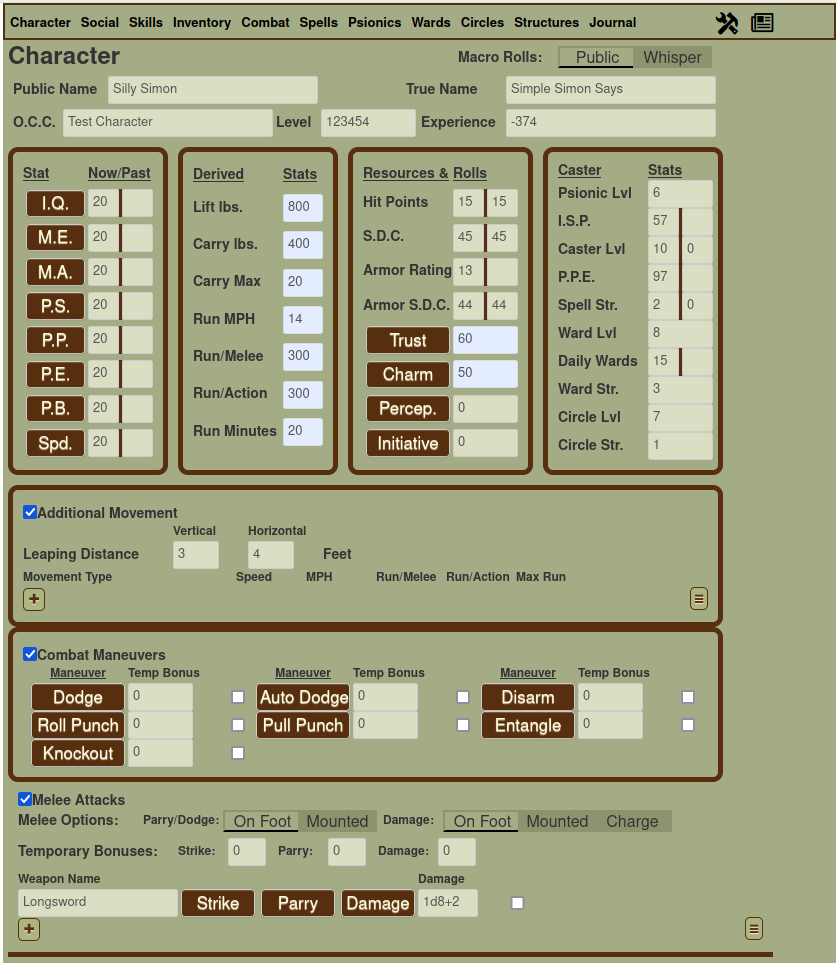 Character Social Skills Inventory Combat Spells Psionics Wards Circles Structures Journal
Character Macro Rolls: Public Whisper
Public Name Silly Simon True Name Simple Simon Says
O.C.C. Test Character Level 123454 Experience -374
Stat Now/Past
I.Q. 20
M.E. 20
M.A. 20
P.S. 20
P.P. 20
P.E. 20
P.B. 20
Spd. 20
Derived Stats
Lift lbs. 800
Carry lbs. 400
Carry Max 20
Run MPH 14
Run/Melee 300
Run/Action 300
Run Minutes 20
Resources & Rolls
Hit Points 15 15
S.D.C. 45 45
Armor Rating 13
Armor S.D.C. 44 44
Trust 60
Charm 50
Percep. 0
Initiative 0
Caster Stats
Psionic Lvl 6
I.S.P. 57
Caster Lvl 10 0
P.P.E. 97
Spell Str. 2 0
Ward Lvl 8
Daily Wards 15
Ward Str. 3
Circle Lvl 7
Circle Str. 1
Additional Movement
Vertical Horizontal
Leaping Distance 3 4 Feet
Movement Type Speed MPH Run/Melee Run/Action Max Run
+
Combat Maneuvers
Maneuver Temp Bonus Maneuver Temp Bonus Maneuver Temp Bonus
Dodge 0 Auto Dodge 0 Disarm 0
Roll Punch 0 Pull Punch 0 Entangle 0
Knockout 0
Melee Attacks
Melee Options: Parry/Dodge: On Foot Mounted Damage: On Foot Mounted Charge
Temporary Bonuses: Strike: 0 Parry: 0 Damage: 0
Weapon Name Damage
Longsword Strike Parry Damage 1d8+2
+